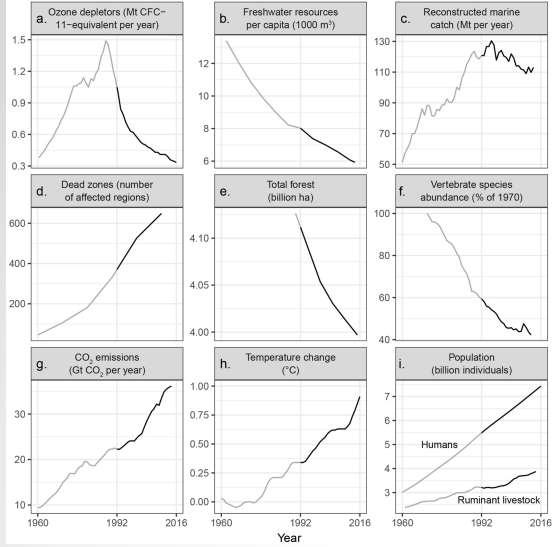 a. Ozone depletors (Mt CFC−
11−equivalent per year)
1.5
1.2
0.9
0.6
0.3
b. Freshwater resources
per capita (1000 m³)
12
10
8
6
c. Reconstructed marine
catch (Mt per year)
130
110
90
70
50
d. Dead zones (number
of affected regions)
600
400
200
e. Total forest
(billion ha)
4.10
4.05
4.00
f. Vertebrate species
abundance (% of 1970)
100
80
60
40
g. CO₂ emissions
(Gt CO₂ per year)
30
20
10
1960 1992 2016
h. Temperature change
(°C)
1.00
0.75
0.50
0.25
0.00
1960 1992 2016
i. Population
(billion individuals)
7
6
5
4
3
Humans
Ruminant livestock
1960 1992 2016
Year